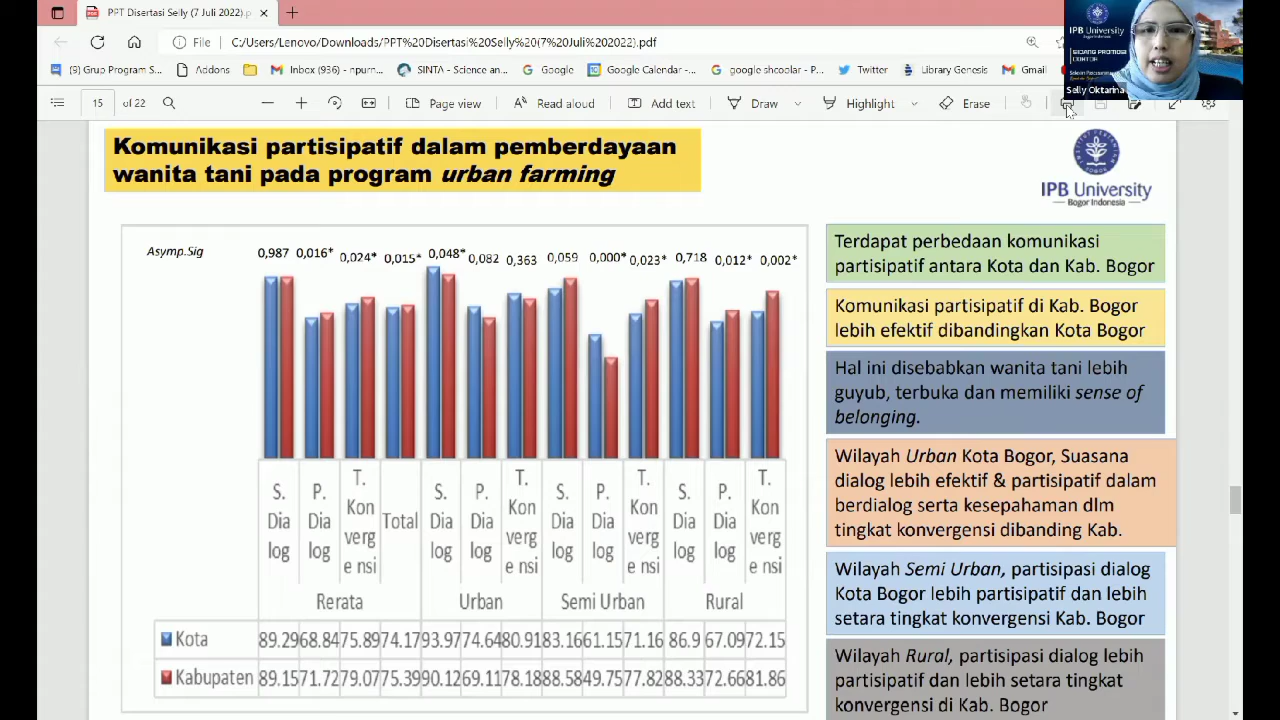 PPT Disertasi Selly (7 Juli 2022).p
File
C:/Users/Lenovo/Downloads/PPT%20Disertasi%20Selly%20(7%20Juli%202022).pdf
(9) Grup Program S...
Addons
Inbox (956) - npur
SINTA - Science an...
Google
Google Calendar -...
google shcoolar
Twitter
Library Genesis
Gmail
15 of 22
Page view
Read aloud
Add text
Draw
Highlight
Erase
IPB University
Bogor Indonesia
SIDANG PROMOSI
DOKTOR
Selly Oktarina
Komunikasi partisipatif dalam pemberdayaan
wanita tani pada program urban farming
IPB University
Bogor Indonesia
Asymp.Sig 0,987 0,016* 0,024* 0,015* 0,048* 0,082 0,363 0,059 0,000* 0,023* 0,718 0,012* 0,002*
S. Dia log
P. Dia log
T. Kon verg e nsi
Total
S. Dia log
P. Dia log
T. Kon verg e nsi
S. Dia log
P. Dia log
T. Kon verg e nsi
S. Dia log
P. Dia log
T. Kon verg e nsi
Rerata Urban Semi Urban Rural
Kota 89.29 68.84 75.89 74.17 93.97 74.64 80.91 83.16 61.15 71.16 86.9 67.09 72.15
Kabupaten 89.15 71.72 79.07 75.39 90.12 69.11 78.18 88.58 49.75 77.82 88.33 72.66 81.86
Terdapat perbedaan komunikasi
partisipatif antara Kota dan Kab. Bogor
Komunikasi partisipatif di Kab. Bogor
lebih efektif dibandingkan Kota Bogor
Hal ini disebabkan wanita tani lebih
guyub, terbuka dan memiliki sense of
belonging.
Wilayah Urban Kota Bogor, Suasana
dialog lebih efektif & partisipatif dalam
berdialog serta kesepahaman dlm
tingkat konvergensi dibanding Kab.
Wilayah Semi Urban, partisipasi dialog
Kota Bogor lebih partisipatif dan lebih
setara tingkat konvergensi Kab. Bogor
Wilayah Rural, partisipasi dialog lebih
partisipatif dan lebih setara tingkat
konvergensi di Kab. Bogor